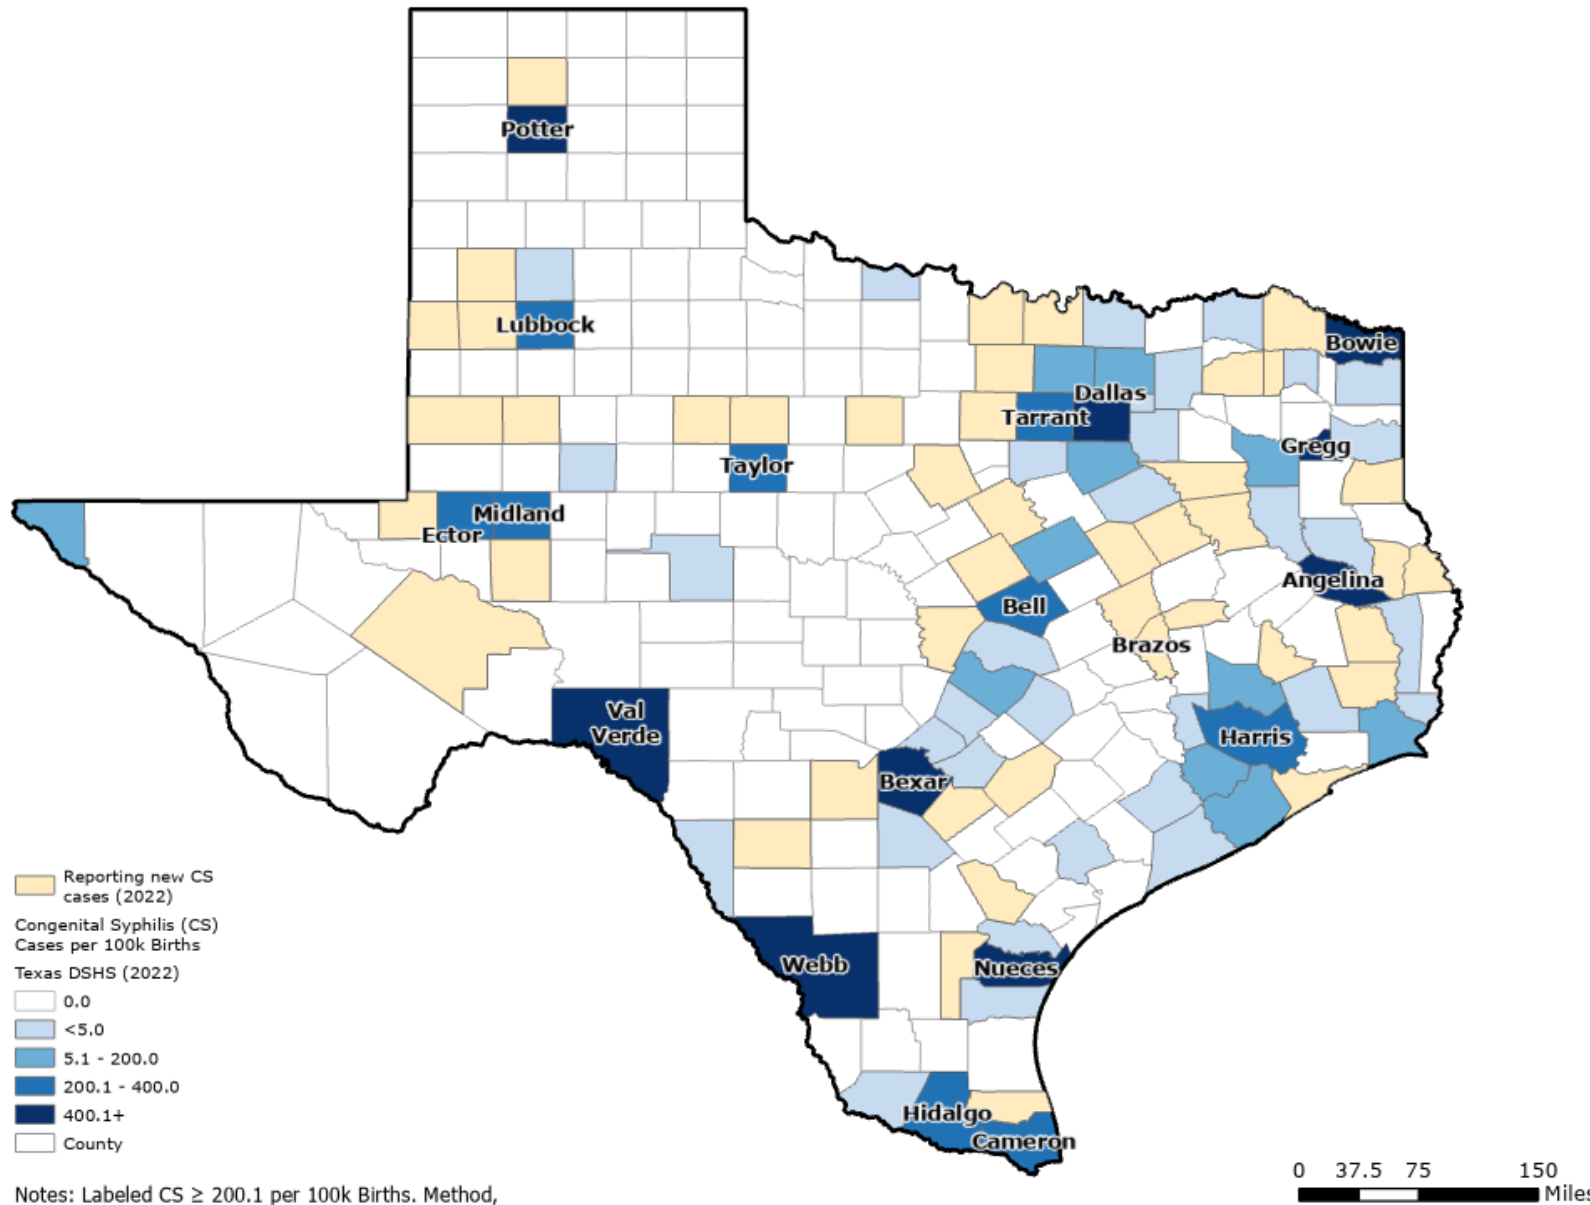 Potter
Lubbock
Bowie
Dallas
Tarrant
Gregg
Taylor
Midland
Ector
Angelina
Bell
Brazos
Val
Verde
Harris
Bexar
Webb
Nueces
Hidalgo
Cameron
Reporting new CS
cases (2022)
Congenital Syphilis (CS)
Cases per 100k Births
Texas DSHS (2022)
0.0
<5.0
5.1 - 200.0
200.1 - 400.0
400.1+
County
0 37.5 75 150
Miles
Notes: Labeled CS ≥ 200.1 per 100k Births. Method,